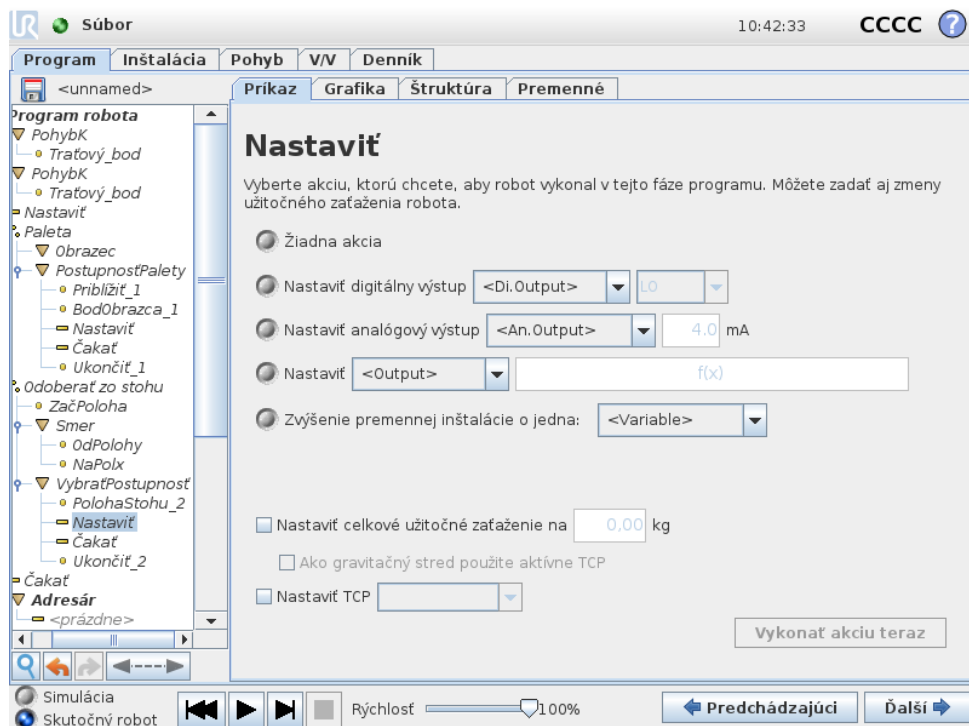 UR Súbor 10:42:33 CCCC ?
Program Inštalácia Pohyb V/V Denník
<unnamed> Príkaz Grafika Štruktúra Premenné
Program robota
PohybK
Traťový_bod
PohybK
Traťový_bod
Nastaviť
Paleta
Obrazec
PostupnosťPalety
Priblížiť_1
BodObrazca_1
Nastaviť
Čakať
Ukončiť_1
Odoberať zo stohu
ZačPoloha
Smer
OdPolohy
NaPolx
VybraťPostupnosť
PolohaStohu_2
Nastaviť
Čakať
Ukončiť_2
Čakať
Adresár
<prázdne>
Nastaviť
Vyberte akciu, ktorú chcete, aby robot vykonal v tejto fáze programu. Môžete zadať aj zmeny
užitočného zaťaženia robota.
Žiadna akcia
Nastaviť digitálny výstup <Di.Output> LO
Nastaviť analógový výstup <An.Output> 4.0 mA
Nastaviť <Output> f(x)
Zvýšenie premennej inštalácie o jedna: <Variable>
Nastaviť celkové užitočné zaťaženie na 0,00 kg
Ako gravitačný stred použite aktívne TCP
Nastaviť TCP
Vykonať akciu teraz
Simulácia
Skutočný robot
Rýchlosť 100%
Predchádzajúci Ďalší